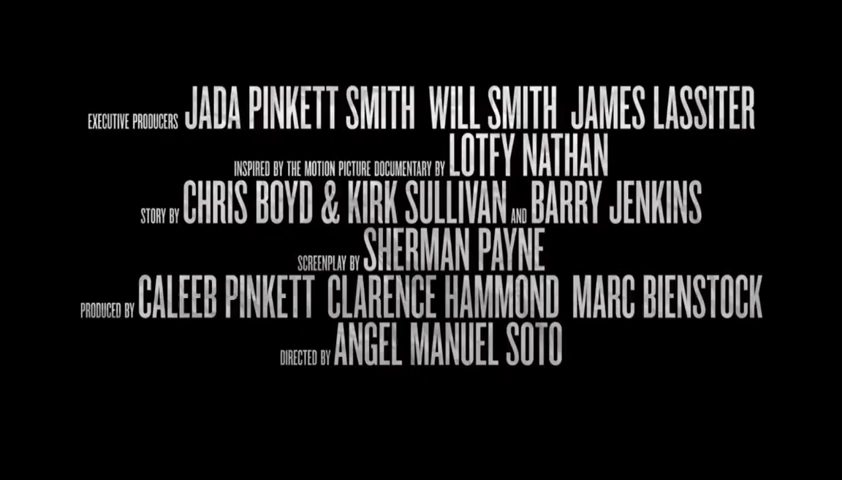 EXECUTIVE PRODUCERS JADA PINKETT SMITH WILL SMITH JAMES LASSITER
INSPIRED BY THE MOTION PICTURE DOCUMENTARY BY LOTFY NATHAN
STORY BY CHRIS BOYD & KIRK SULLIVAN AND BARRY JENKINS
SCREENPLAY BY SHERMAN PAYNE
PRODUCED BY CALEEB PINKETT CLARENCE HAMMOND MARC BIENSTOCK
DIRECTED BY ANGEL MANUEL SOTO